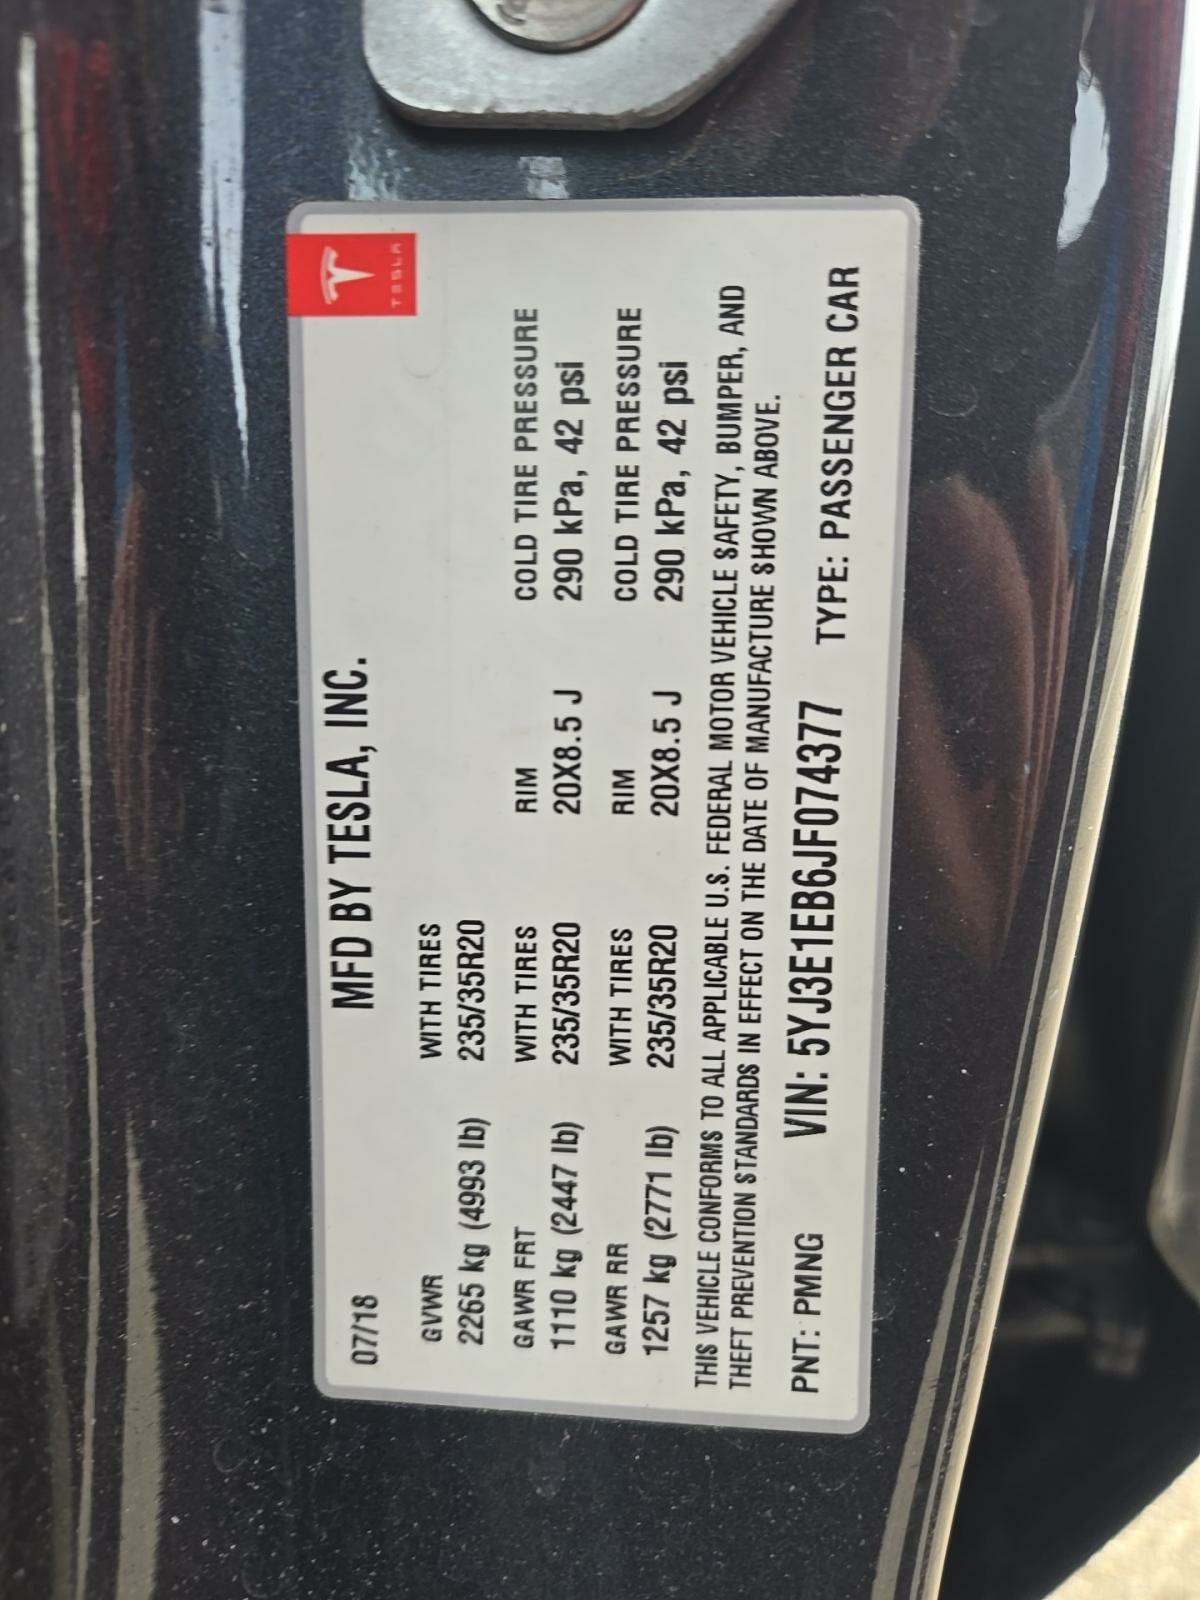 TESLA
MFD BY TESLA, INC.
07/18
GVWR WITH TIRES
2265 kg (4993 lb) 235/35R20
GAWR FRT WITH TIRES RIM COLD TIRE PRESSURE
1110 kg (2447 lb) 235/35R20 20X8.5 J 290 kPa, 42 psi
GAWR RR WITH TIRES RIM COLD TIRE PRESSURE
1257 kg (2771 lb) 235/35R20 20X8.5 J 290 kPa, 42 psi
THIS VEHICLE CONFORMS TO ALL APPLICABLE U.S. FEDERAL MOTOR VEHICLE SAFETY, BUMPER, AND
THEFT PREVENTION STANDARDS IN EFFECT ON THE DATE OF MANUFACTURE SHOWN ABOVE.
PNT: PMNG VIN: 5YJ3E1EB6JF074377 TYPE: PASSENGER CAR